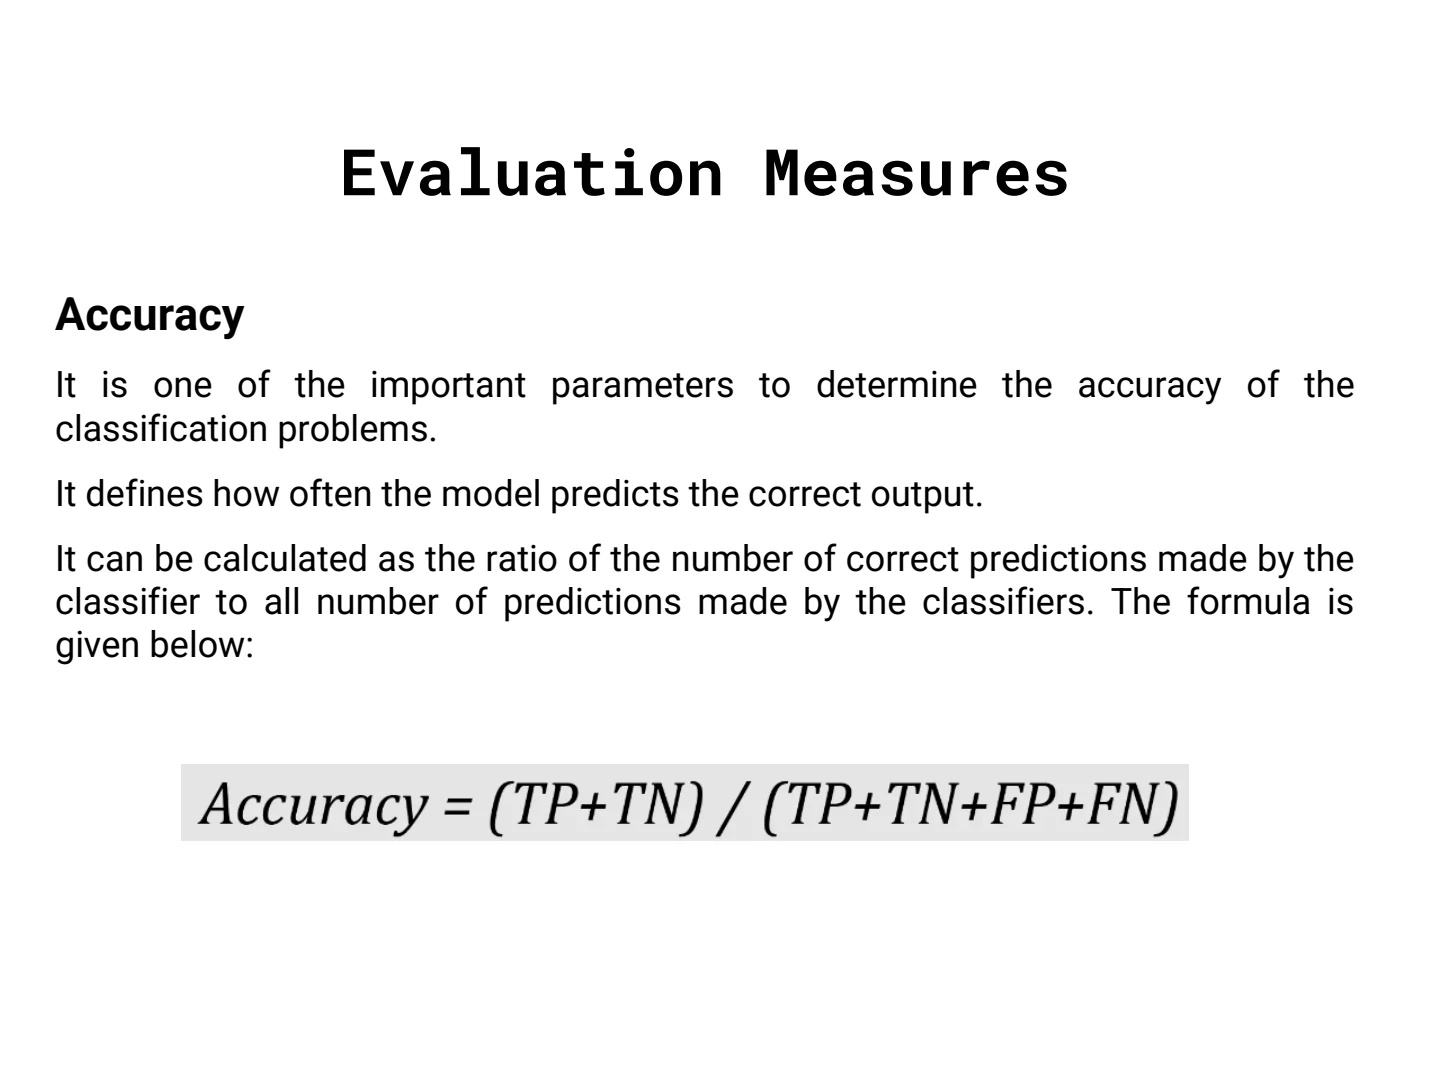 Evaluation Measures
Accuracy
It is one of the important parameters to determine the accuracy of the
classification problems.
It defines how often the model predicts the correct output.
It can be calculated as the ratio of the number of correct predictions made by the
classifier to all number of predictions made by the classifiers. The formula is
given below:
Accuracy = (TP+TN) / (TP+TN+FP+FN)